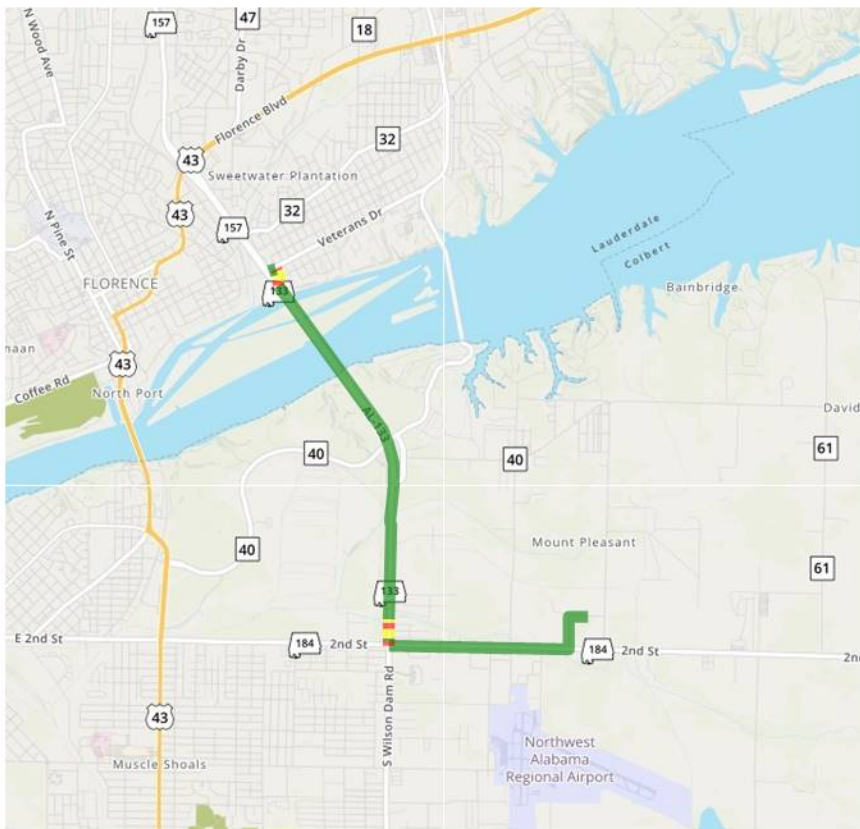 157
47
18
N Wood Ave
Darby Dr
Florence Blvd
32
43
Sweetwater Plantation
43
32
157
Veterans Dr
N Pine St
Lauderdale
Colbert
FLORENCE
133
Bainbridge
naan
43
Coffee Rd
North Port
AL-133
David
40
40
61
40
Mount Pleasant
61
133
E 2nd St
184
2nd St
184
2nd St
2nd
S Wilson Dam Rd
43
Northwest
Alabama
Regional Airport
Muscle Shoals